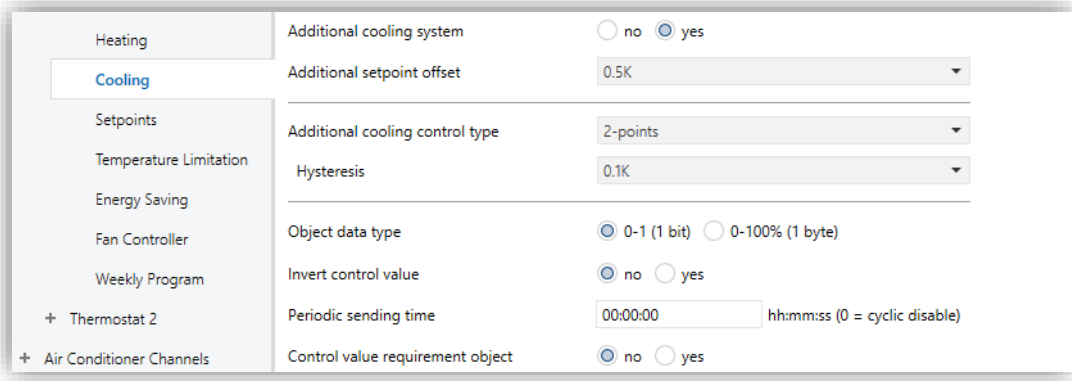 Heating
Cooling
Setpoints
Temperature Limitation
Energy Saving
Fan Controller
Weekly Program
+ Thermostat 2
+ Air Conditioner Channels
Additional cooling system no yes
Additional setpoint offset 0.5K
Additional cooling control type 2-points
Hysteresis 0.1K
Object data type 0-1 (1 bit) 0-100% (1 byte)
Invert control value no yes
Periodic sending time 00:00:00 hh:mm:ss (0 = cyclic disable)
Control value requirement object no yes